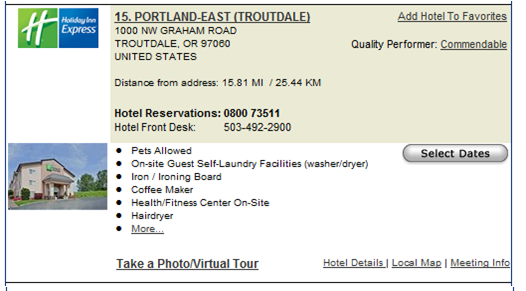 Holiday Inn
Express
15. PORTLAND-EAST (TROUTDALE)
Add Hotel To Favorites
1000 NW GRAHAM ROAD
TROUTDALE, OR 97060
Quality Performer: Commendable
UNITED STATES
Distance from address: 15.81 MI / 25.44 KM
Hotel Reservations: 0800 73511
Hotel Front Desk: 503-492-2900
Pets Allowed
Select Dates
On-site Guest Self-Laundry Facilities (washer/dryer)
Iron / Ironing Board
Coffee Maker
Health/Fitness Center On-Site
Hairdryer
More...
Take a Photo/Virtual Tour
Hotel Details | Local Map | Meeting Info